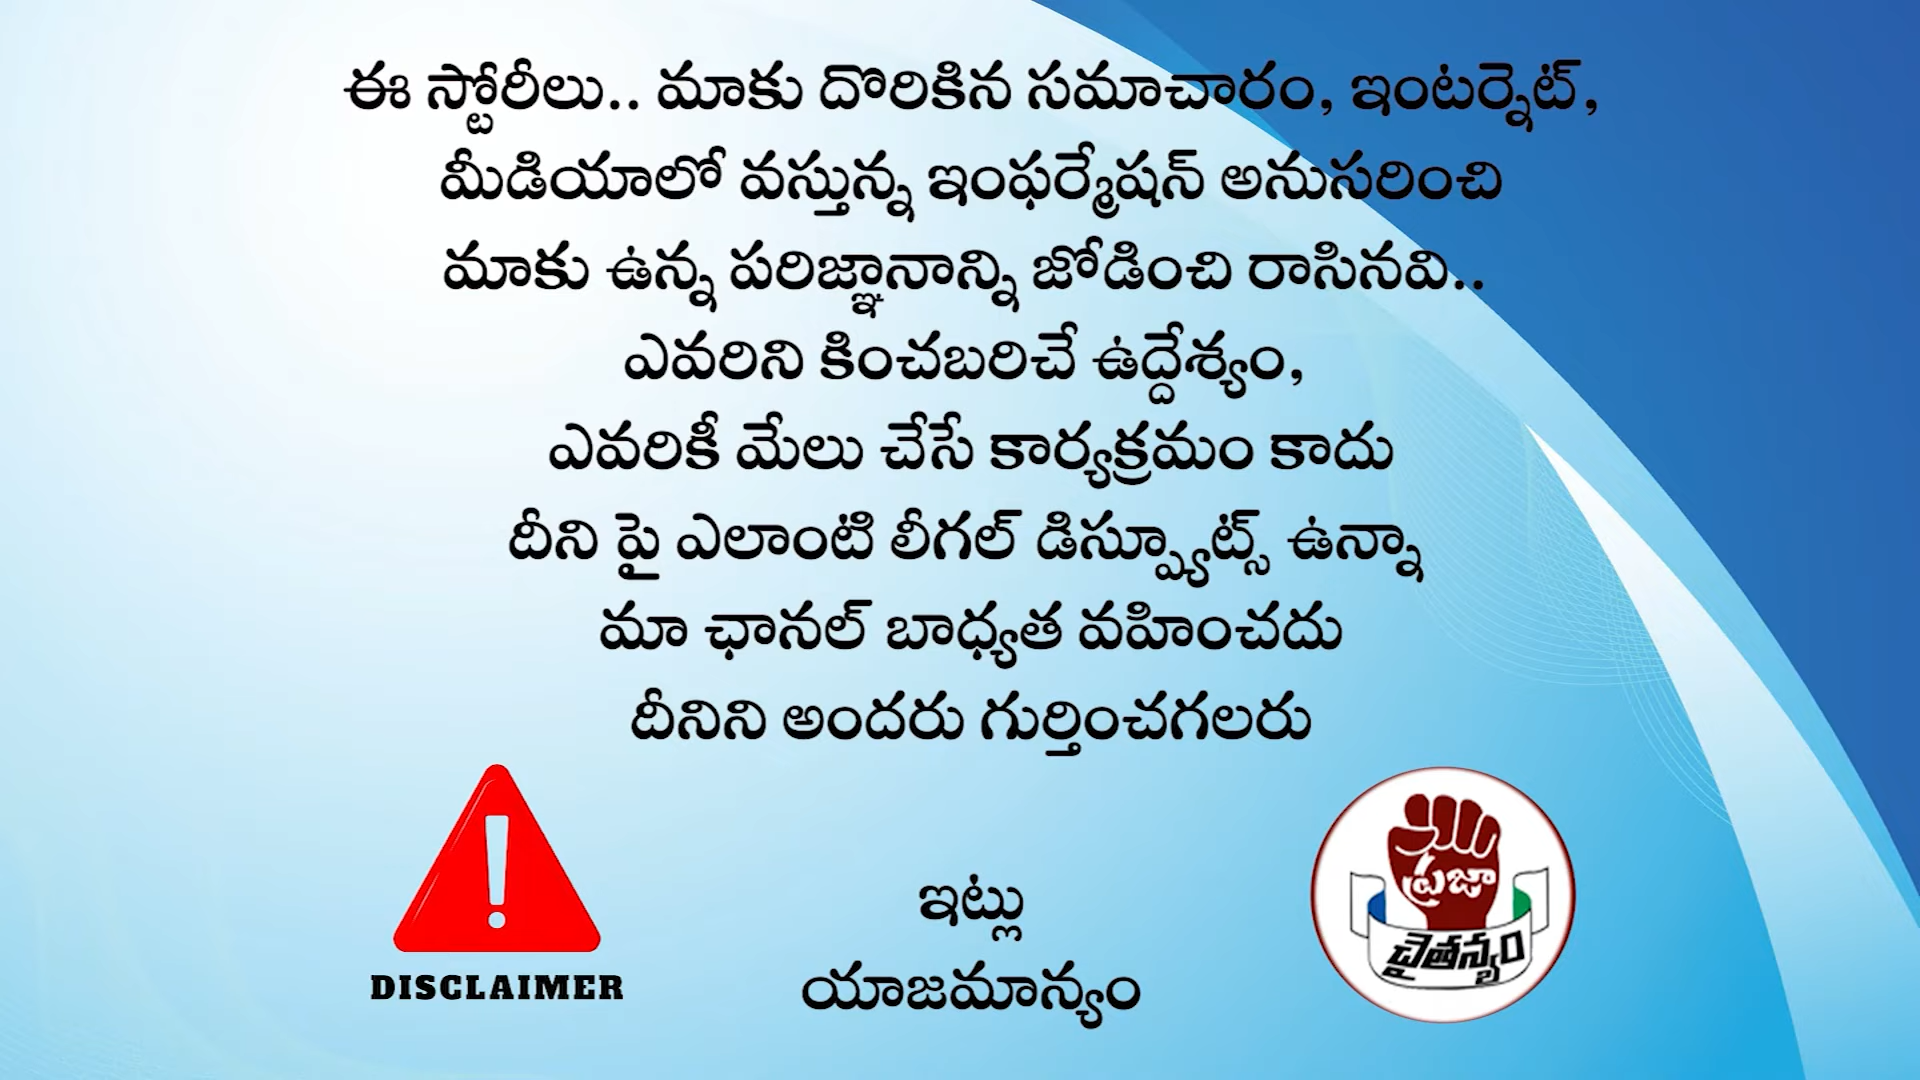 ఈ స్టోరీలు.. మాకు దొరికిన సమాచారం, ఇంటర్నెట్,
మీడియాలో వస్తున్న ఇంఫర్మేషన్ అనుసరించి
మాకు ఉన్న పరిజ్ఞానాన్ని జోడించి రాసినవి..
ఎవరిని కించబరిచే ఉద్దేశ్యం,
ఎవరికీ మేలు చేసే కార్యక్రమం కాదు
దీని పై ఎలాంటి లీగల్ డిస్ప్యూట్స్ ఉన్నా
మా ఛానల్ బాధ్యత వహించదు
దీనిని అందరు గుర్తించగలరు
ఇట్లు
యాజమాన్యం
DISCLAIMER
ప్రజా
చైతన్యం